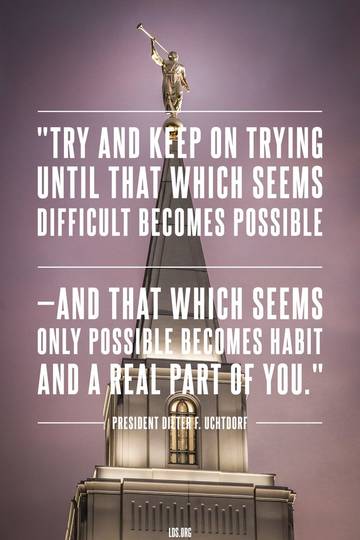 "TRY AND KEEP ON TRYING
UNTIL THAT WHICH SEEMS
DIFFICULT BECOMES POSSIBLE
—AND THAT WHICH SEEMS
ONLY POSSIBLE BECOMES HABIT
AND A REAL PART OF YOU."
PRESIDENT DIETER F. UCHTDORF
LDS.ORG